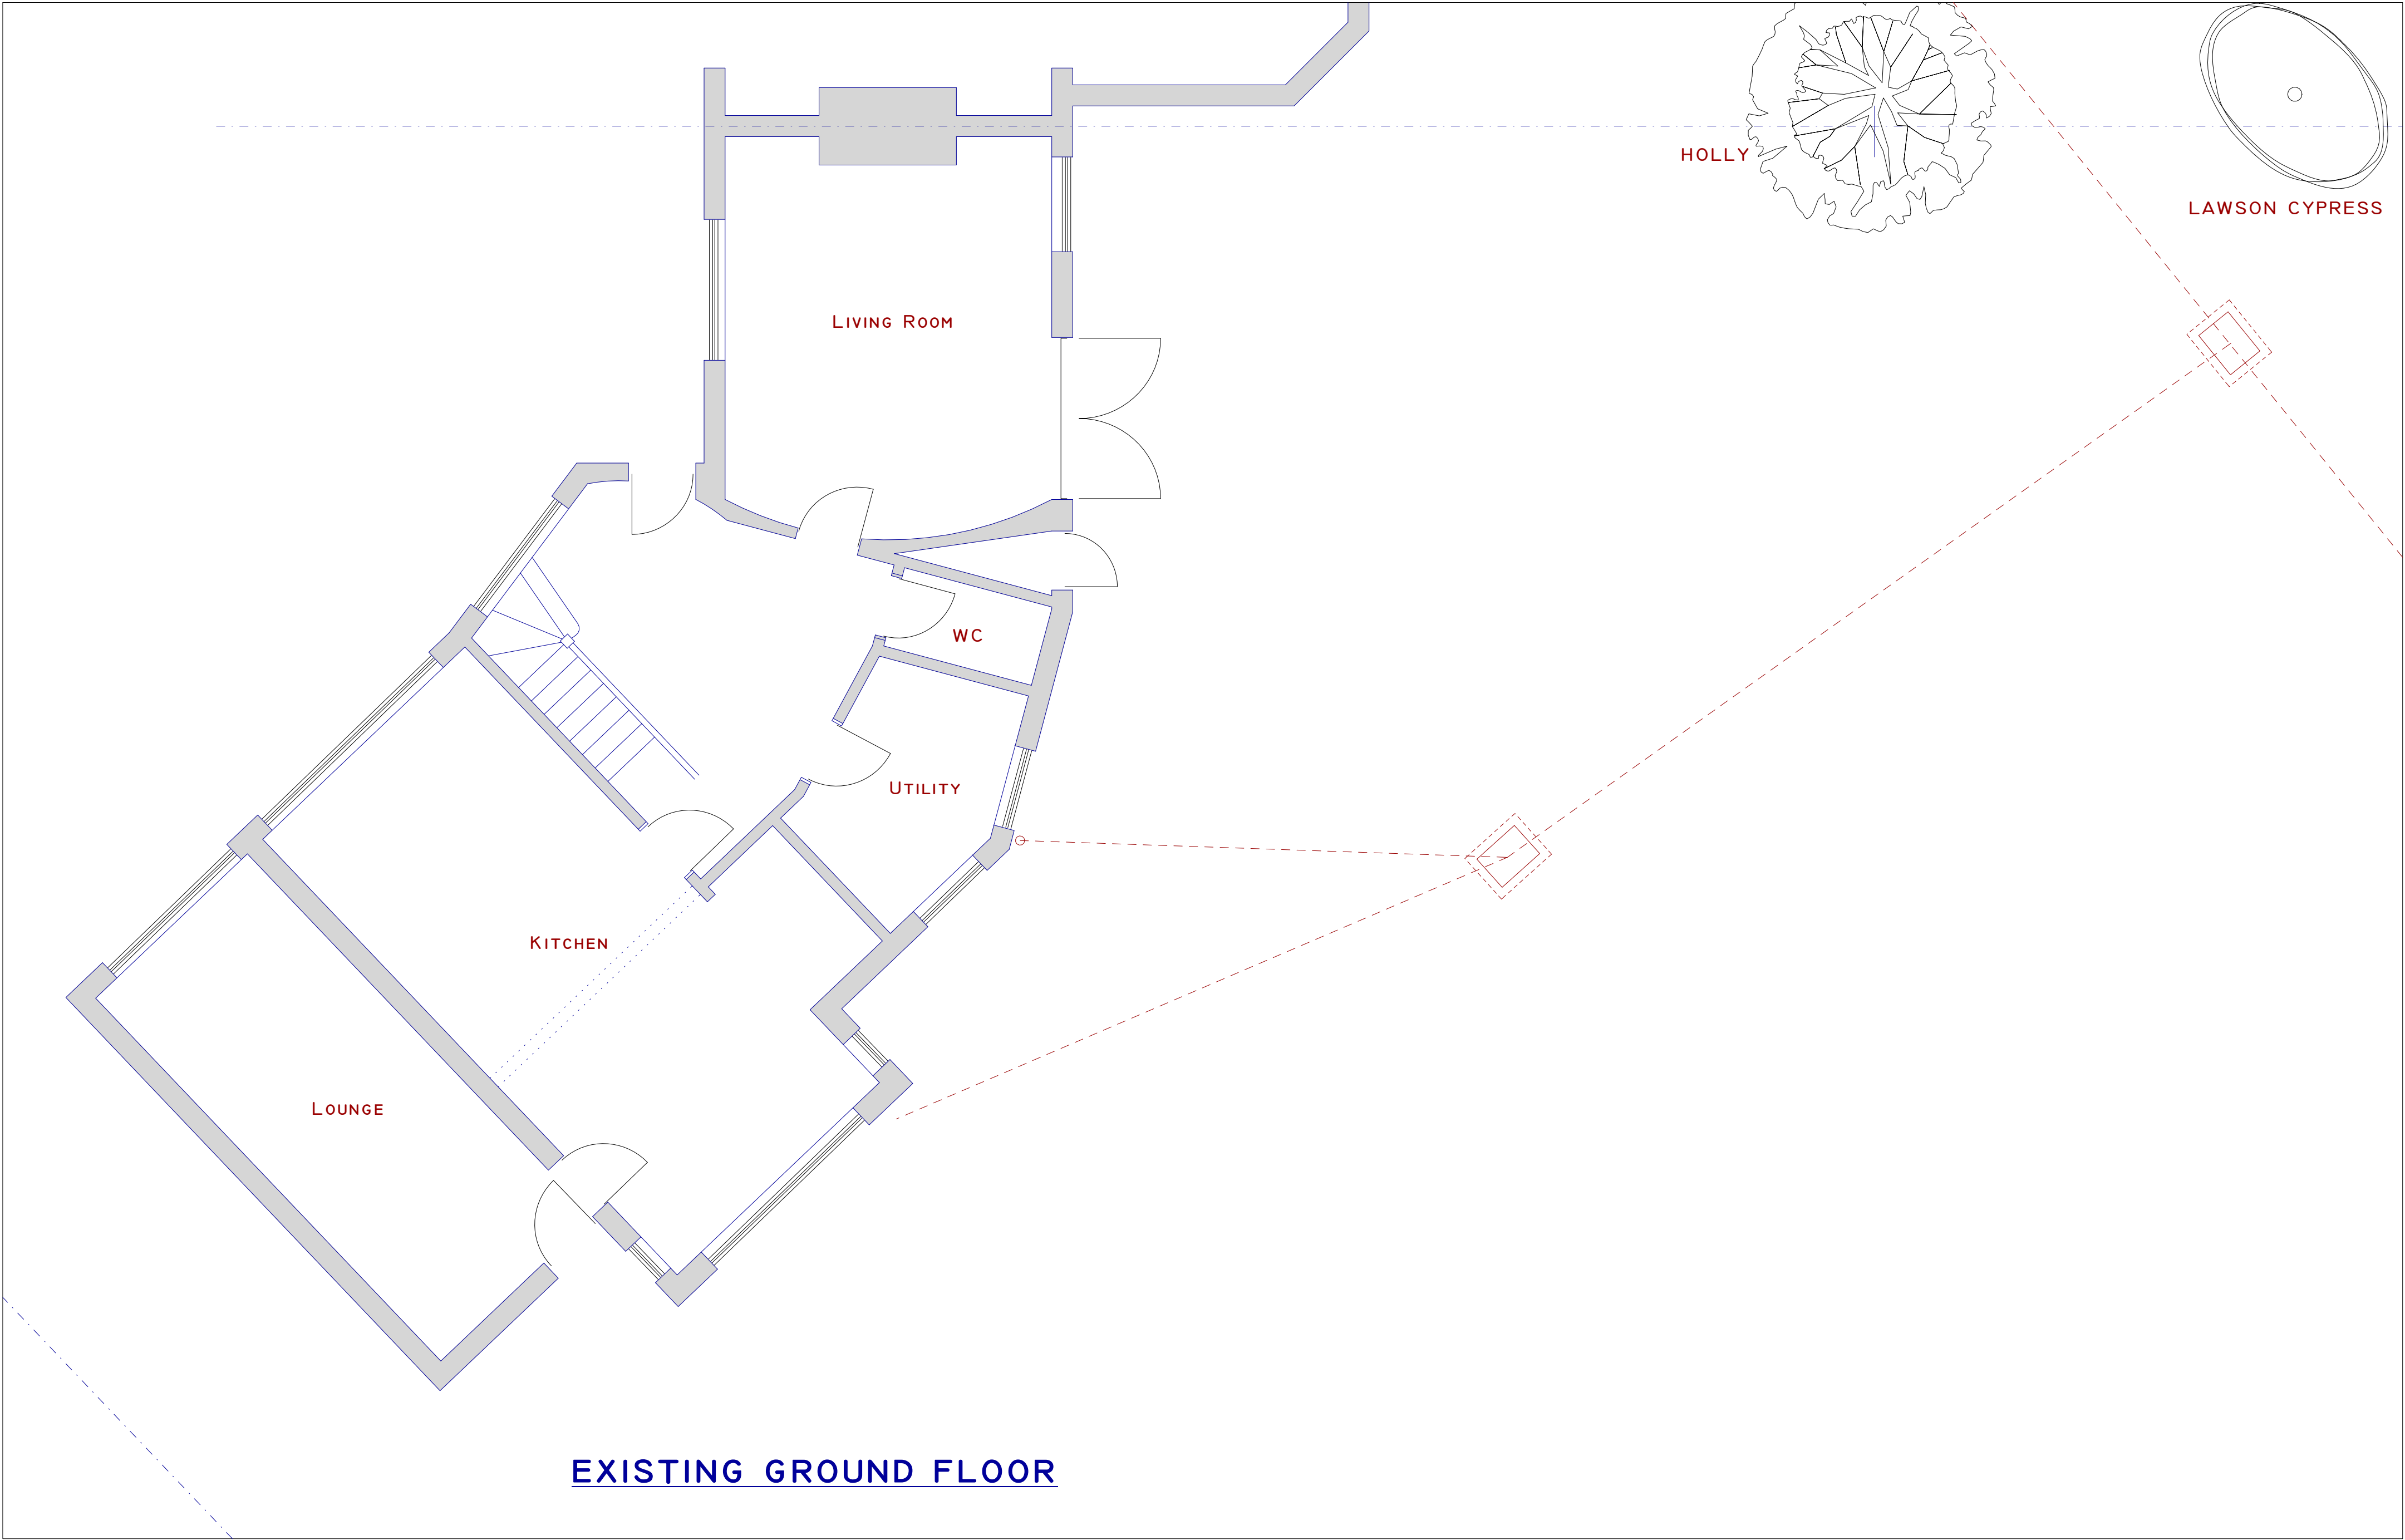 HOLLY
LAWSON CYPRESS
LIVING ROOM
WC
UTILITY
KITCHEN
LOUNGE
EXISTING GROUND FLOOR